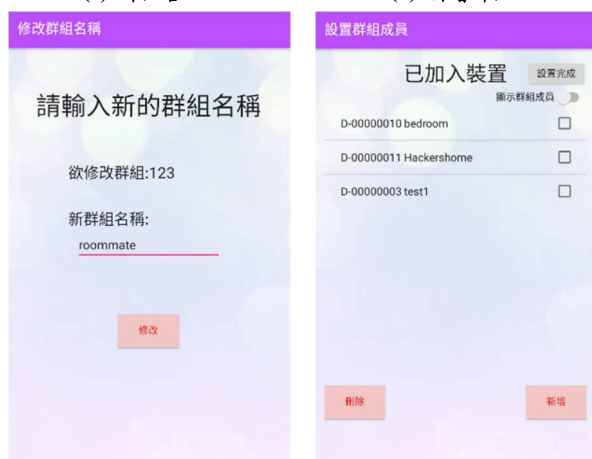 修改群組名稱
請輸入新的群組名稱
欲修改群組:123
新群組名稱:
roommate
修改
設置群組成員
已加入裝置
設置完成
顯示群組成員
D-00000010 bedroom
D-00000011 Hackershome
D-00000003 test1
刪除
新增